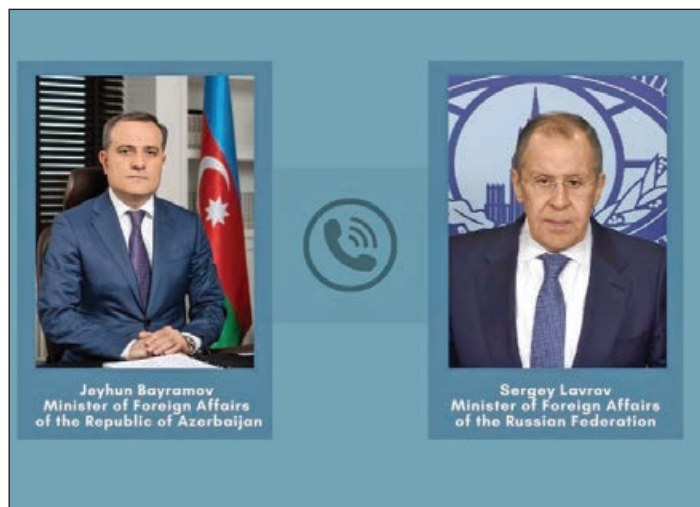 Jeyhun Bayramov
Minister of Foreign Affairs
of the Republic of Azerbaijan
Sergey Lavrov
Minister of Foreign Affairs
of the Russian Federation